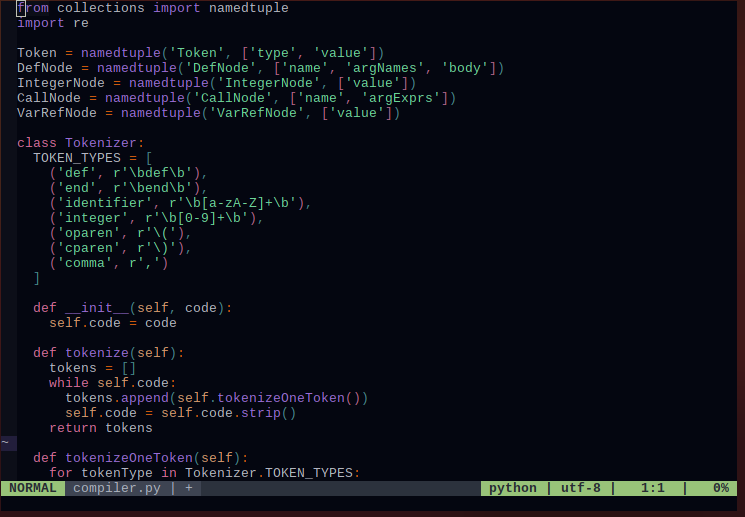 from collections import namedtuple
import re

Token = namedtuple('Token', ['type', 'value'])
DefNode = namedtuple('DefNode', ['name', 'argNames', 'body'])
IntegerNode = namedtuple('IntegerNode', ['value'])
CallNode = namedtuple('CallNode', ['name', 'argExprs'])
VarRefNode = namedtuple('VarRefNode', ['value'])

class Tokenizer:
  TOKEN_TYPES = [
    ('def', r'\bdef\b'),
    ('end', r'\bend\b'),
    ('identifier', r'\b[a-zA-Z]+\b'),
    ('integer', r'\b[0-9]+\b'),
    ('oparen', r'\('),
    ('cparen', r'\)'),
    ('comma', r',')
  ]

  def __init__(self, code):
    self.code = code

  def tokenize(self):
    tokens = []
    while self.code:
      tokens.append(self.tokenizeOneToken())
      self.code = self.code.strip()
    return tokens
~
  def tokenizeOneToken(self):
    for tokenType in Tokenizer.TOKEN_TYPES:
NORMAL compiler.py | + python | utf-8 | 1:1 | 0%